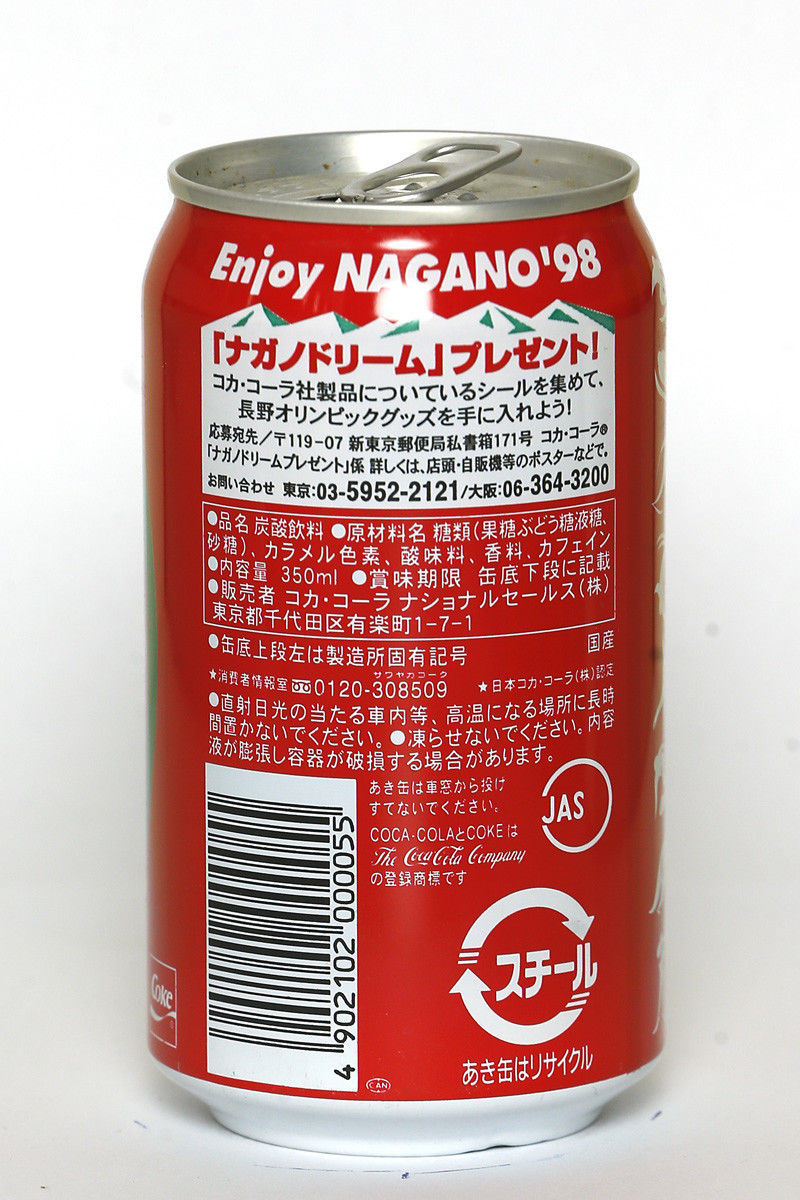 Enjoy NAGANO'98
「ナガノドリーム」プレゼント!
コカ・コーラ社製品についているシールを集めて、
長野オリンピックグッズを手に入れよう!
応募宛先／〒119-07 新東京郵便局私書箱171号 コカ・コーラ®
「ナガノドリームプレゼント」係 詳しくは、店頭・自販機等のポスターなどで。
お問い合わせ 東京:03-5952-2121/大阪:06-364-3200
●品名 炭酸飲料 ●原材料名 糖類(果糖ぶどう糖液糖、
砂糖)、カラメル色素、酸味料、香料、カフェイン
●内容量 350ml ●賞味期限 缶底下段に記載
●販売者 コカ・コーラ ナショナルセールス(株)
東京都千代田区有楽町1-7-1
●缶底上段左は製造所固有記号 国産
サワヤカコーク
★消費者情報室 0120-308509 ★日本コカ・コーラ(株)認定
●直射日光の当たる車内等、高温になる場所に長時
間置かないでください。●凍らせないでください。内容
液が膨張し容器が破損する場合があります。
あき缶は車窓から投げ
すてないでください。
JAS
COCA-COLAとCOKEは
The Coca-Cola Company
の登録商標です
スチール
あき缶はリサイクル
4 902102 000055
CAN
Coke